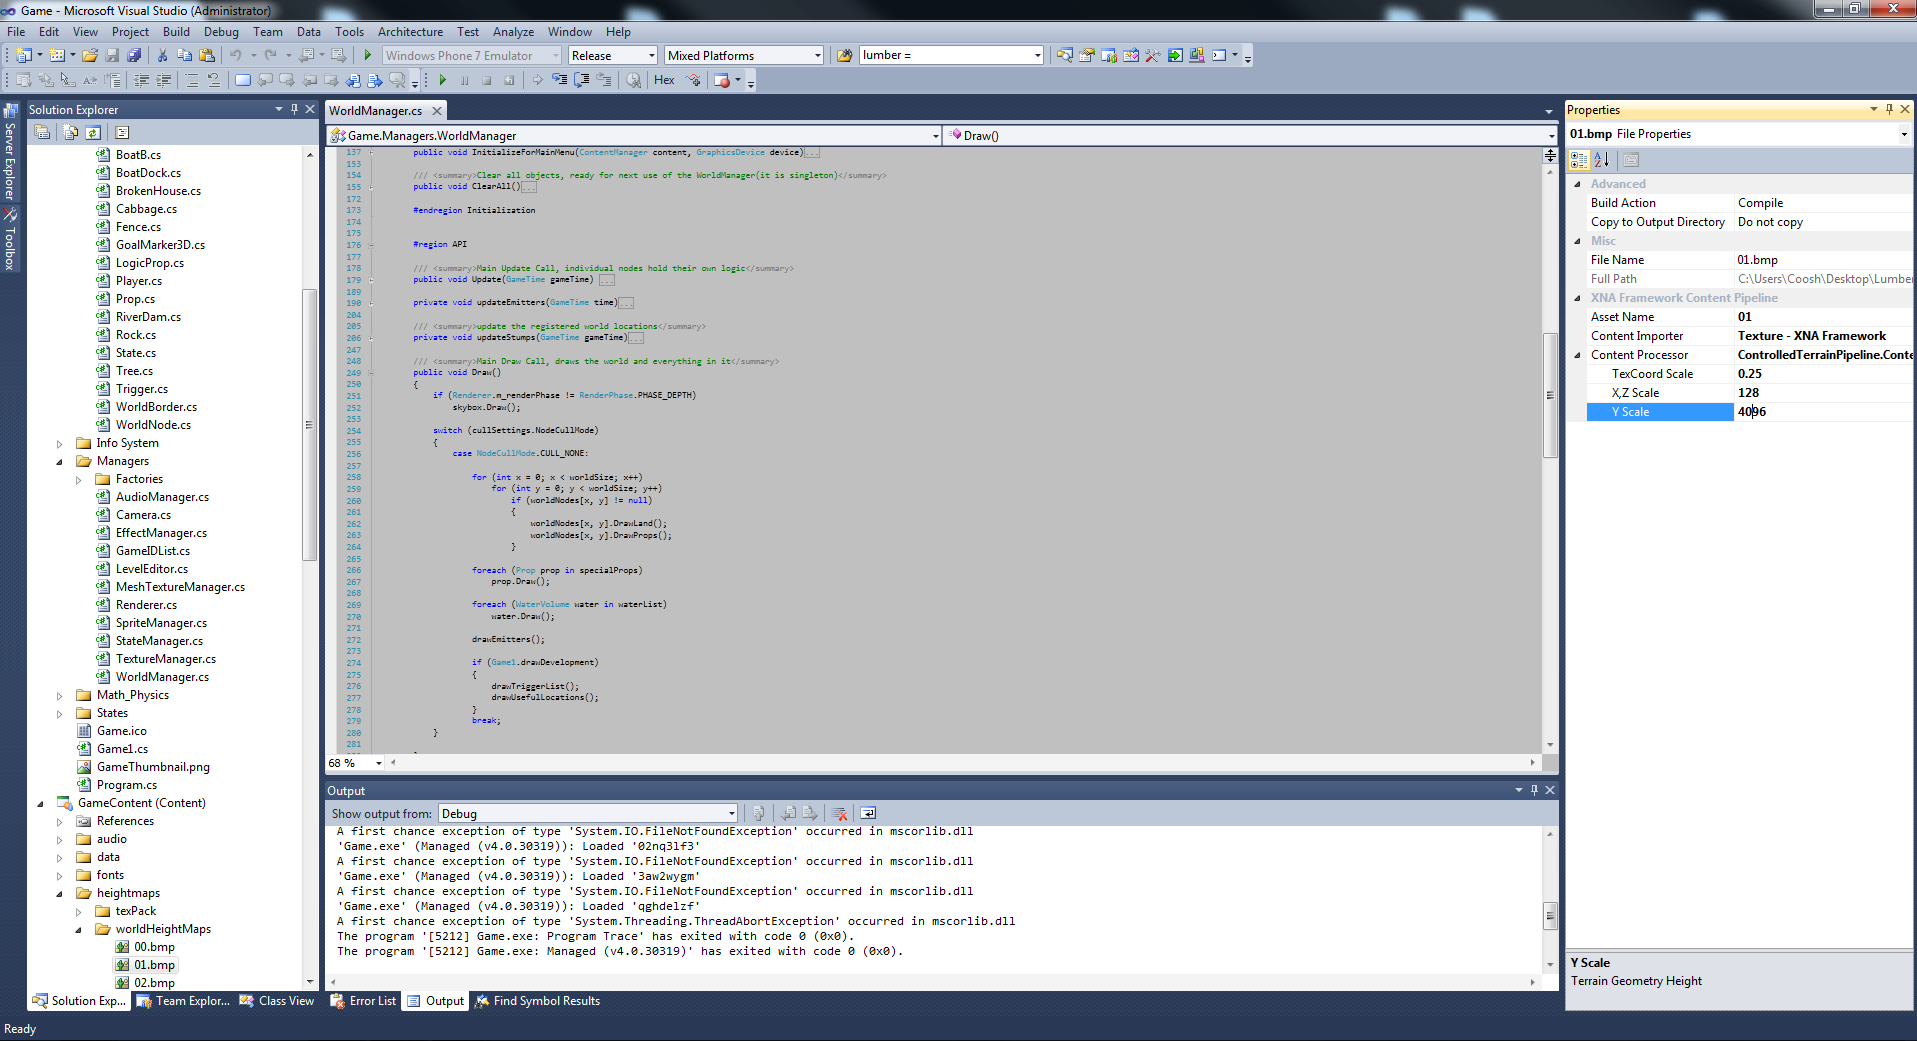 Game - Microsoft Visual Studio (Administrator)
File Edit View Project Build Debug Team Data Tools Architecture Test Analyze Window Help
Windows Phone 7 Emulator Release Mixed Platforms lumber =
Hex
Server Explorer
Toolbox
Solution Explorer
BoatB.cs
BoatDock.cs
BrokenHouse.cs
Cabbage.cs
Fence.cs
GoalMarker3D.cs
LogicProp.cs
Player.cs
Prop.cs
RiverDam.cs
Rock.cs
State.cs
Tree.cs
Trigger.cs
WorldBorder.cs
WorldNode.cs
Info System
Managers
Factories
AudioManager.cs
Camera.cs
EffectManager.cs
GameIDList.cs
LevelEditor.cs
MeshTextureManager.cs
Renderer.cs
SpriteManager.cs
StateManager.cs
TextureManager.cs
WorldManager.cs
Math_Physics
States
Game.ico
Game1.cs
GameThumbnail.png
Program.cs
GameContent (Content)
References
audio
data
fonts
heightmaps
texPack
worldHeightMaps
00.bmp
01.bmp
02.bmp
Solution Exp... Team Explor... Class View
WorldManager.cs
Game.Managers.WorldManager Draw()
137 public void InitializeForMainMenu(ContentManager content, GraphicsDevice device)...
153
154 /// <summary>Clear all objects, ready for next use of the WorldManager(it is singleton)</summary>
155 public void ClearAll()...
172
173 #endregion Initialization
174
175
176 #region API
177
178 /// <summary>Main Update Call, individual nodes hold their own logic</summary>
179 public void Update(GameTime gameTime) ...
189
190 private void updateEmitters(GameTime time)...
204
205 /// <summary>update the registered world locations</summary>
206 private void updateStumps(GameTime gameTime)...
247
248 /// <summary>Main Draw Call, draws the world and everything in it</summary>
249 public void Draw()
250 {
251 if (Renderer.m_renderPhase != RenderPhase.PHASE_DEPTH)
252 skybox.Draw();
253
254 switch (cullSettings.NodeCullMode)
255 {
256 case NodeCullMode.CULL_NONE:
257
258 for (int x = 0; x < worldSize; x++)
259 for (int y = 0; y < worldSize; y++)
260 if (worldNodes[x, y] != null)
261 {
262 worldNodes[x, y].DrawLand();
263 worldNodes[x, y].DrawProps();
264 }
265
266 foreach (Prop prop in specialProps)
267 prop.Draw();
268
269 foreach (WaterVolume water in waterList)
270 water.Draw();
271
272 drawEmitters();
273
274 if (Game1.drawDevelopment)
275 {
276 drawTriggerList();
277 drawUsefulLocations();
278 }
279 break;
280 }
281
68 %
Output
Show output from: Debug
A first chance exception of type 'System.IO.FileNotFoundException' occurred in mscorlib.dll
'Game.exe' (Managed (v4.0.30319)): Loaded '02nq3lf3'
A first chance exception of type 'System.IO.FileNotFoundException' occurred in mscorlib.dll
'Game.exe' (Managed (v4.0.30319)): Loaded '3aw2wygm'
A first chance exception of type 'System.IO.FileNotFoundException' occurred in mscorlib.dll
'Game.exe' (Managed (v4.0.30319)): Loaded 'qghdelzf'
A first chance exception of type 'System.Threading.ThreadAbortException' occurred in mscorlib.dll
The program '[5212] Game.exe: Program Trace' has exited with code 0 (0x0).
The program '[5212] Game.exe: Managed (v4.0.30319)' has exited with code 0 (0x0).
Error List Output Find Symbol Results
Properties
01.bmp File Properties
Advanced
Build Action Compile
Copy to Output Directory Do not copy
Misc
File Name 01.bmp
Full Path C:\Users\Coosh\Desktop\Lumbe
XNA Framework Content Pipeline
Asset Name 01
Content Importer Texture - XNA Framework
Content Processor ControlledTerrainPipeline.Conte
TexCoord Scale 0.25
X,Z Scale 128
Y Scale 4096
Y Scale
Terrain Geometry Height
Ready